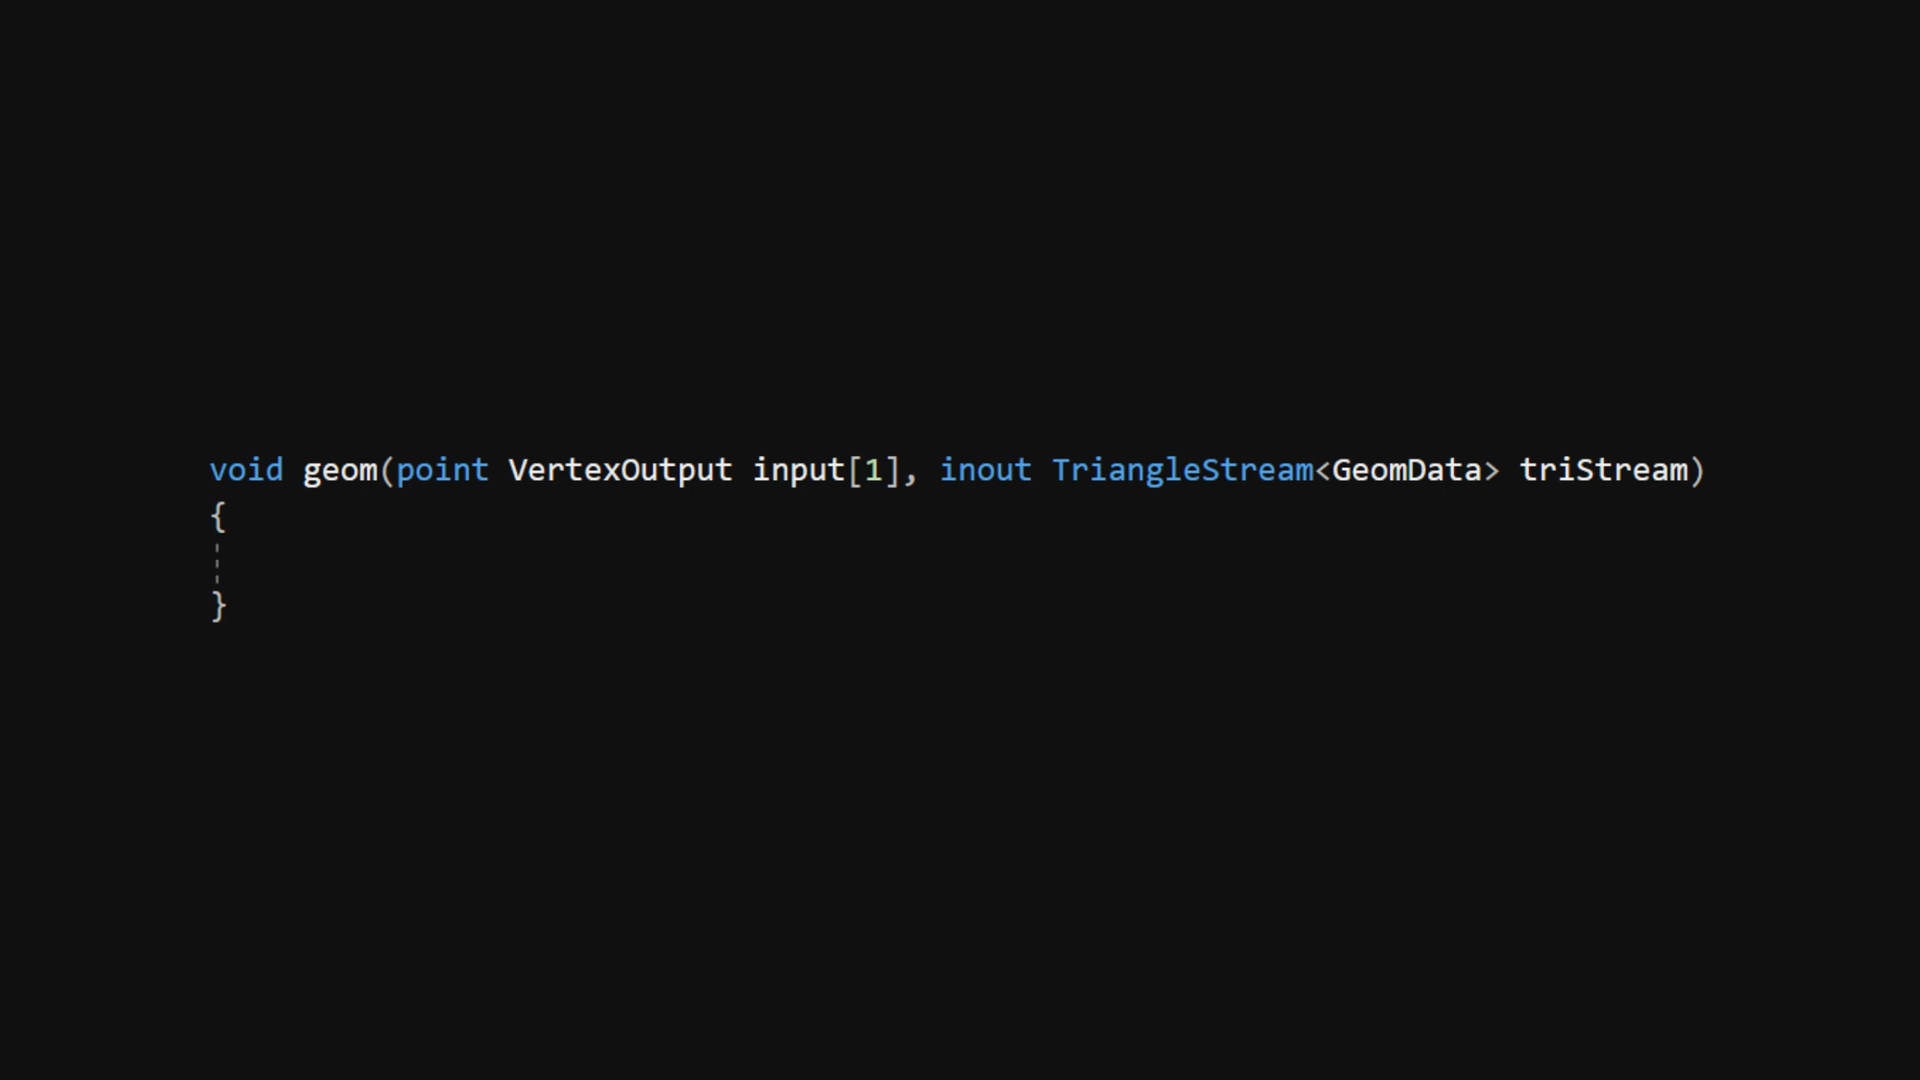 void geom(point VertexOutput input[1], inout TriangleStream<GeomData> triStream)
{
}